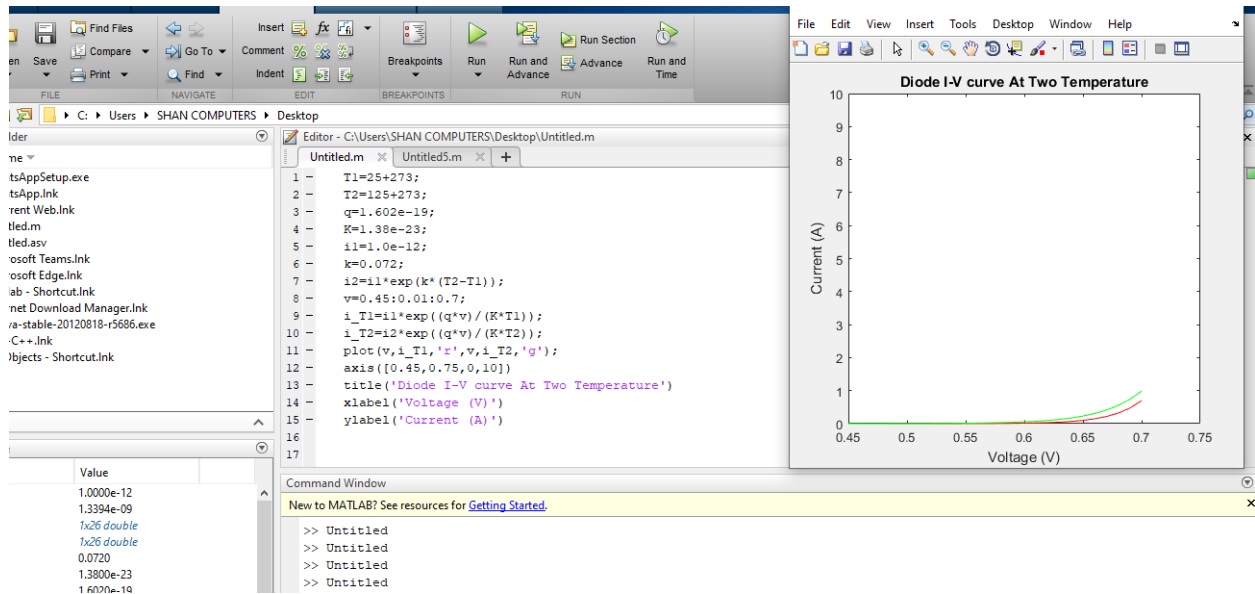 Find Files
Insert fx
Compare
Go To
Comment
Save
Breakpoints
Run
Run and Advance
Run Section
Advance
Run and Time
Print
Find
Indent
FILE
NAVIGATE
EDIT
BREAKPOINTS
RUN
C: Users SHAN COMPUTERS Desktop
Editor - C:\Users\SHAN COMPUTERS\Desktop\Untitled.m
Untitled.m
Untitled5.m
1 T1=25+273;
2 T2=125+273;
3 q=1.602e-19;
4 K=1.38e-23;
5 i1=1.0e-12;
6 k=0.072;
7 i2=i1*exp(k*(T2-T1));
8 v=0.45:0.01:0.7;
9 i_T1=i1*exp((q*v)/(K*T1));
10 i_T2=i2*exp((q*v)/(K*T2));
11 plot(v,i_T1,'r',v,i_T2,'g');
12 axis([0.45,0.75,0,10])
13 title('Diode I-V curve At Two Temperature')
14 xlabel('Voltage (V)')
15 ylabel('Current (A)')
16
17
lder
me
tsAppSetup.exe
tsApp.lnk
rrent Web.lnk
tled.m
tled.asv
rosoft Teams.lnk
rosoft Edge.lnk
lab - Shortcut.lnk
rnet Download Manager.lnk
va-stable-20120818-r5686.exe
-C++.lnk
Objects - Shortcut.lnk
Value
1.0000e-12
1.3394e-09
1x26 double
1x26 double
0.0720
1.3800e-23
1.6020e-19
Command Window
New to MATLAB? See resources for Getting Started.
>> Untitled
>> Untitled
>> Untitled
>> Untitled
File Edit View Insert Tools Desktop Window Help
Diode I-V curve At Two Temperature
10
9
8
7
6
5
4
3
2
1
0
Current (A)
0.45 0.5 0.55 0.6 0.65 0.7 0.75
Voltage (V)